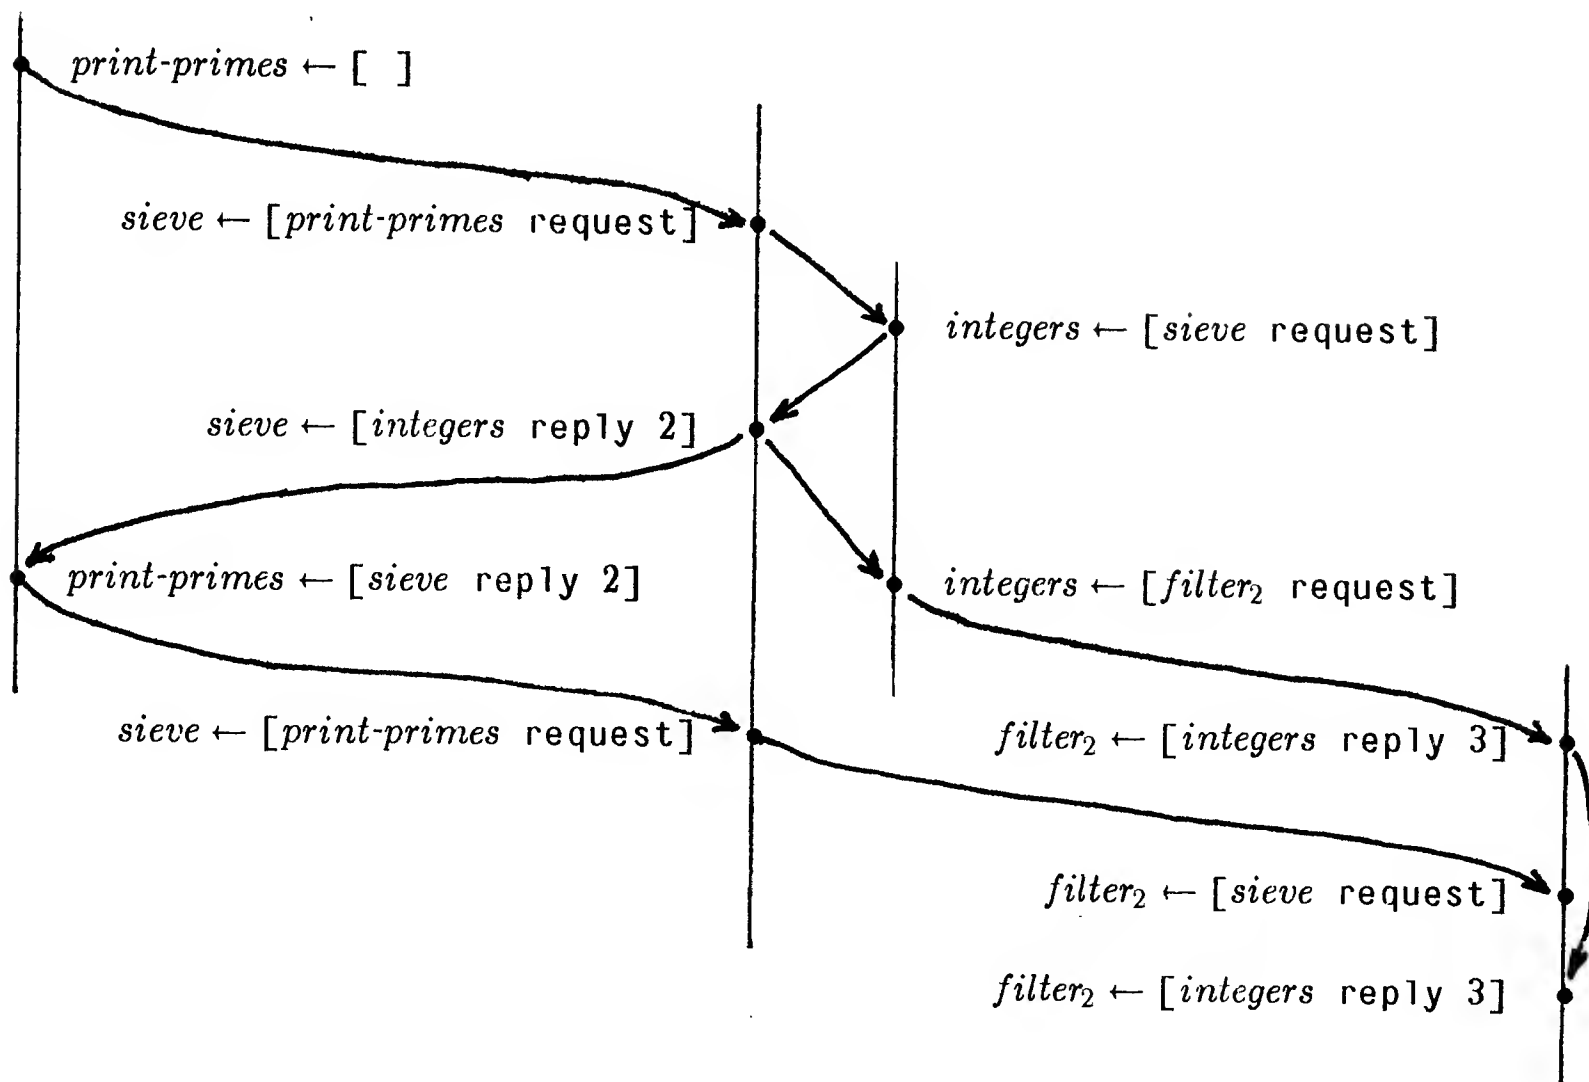 print-primes ← [ ]
sieve ← [print-primes request]
integers ← [sieve request]
sieve ← [integers reply 2]
print-primes ← [sieve reply 2]
integers ← [filter₂ request]
sieve ← [print-primes request]
filter₂ ← [integers reply 3]
filter₂ ← [sieve request]
filter₂ ← [integers reply 3]